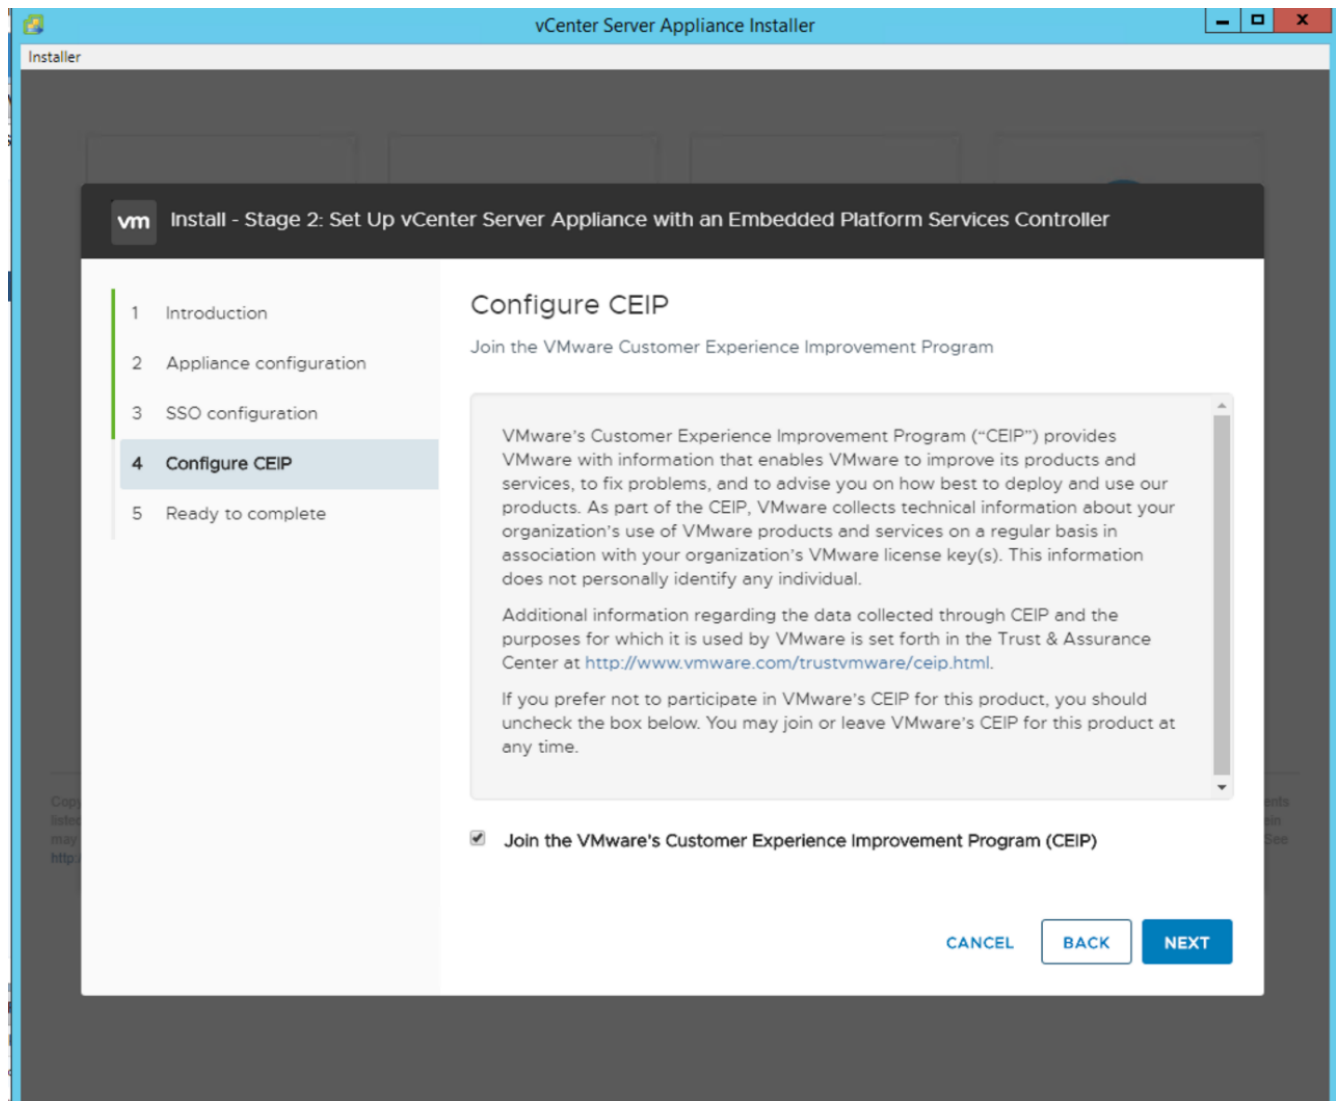 vCenter Server Appliance Installer
Installer
vm Install - Stage 2: Set Up vCenter Server Appliance with an Embedded Platform Services Controller
1 Introduction
2 Appliance configuration
3 SSO configuration
4 Configure CEIP
5 Ready to complete
Configure CEIP
Join the VMware Customer Experience Improvement Program
VMware's Customer Experience Improvement Program (“CEIP”) provides
VMware with information that enables VMware to improve its products and
services, to fix problems, and to advise you on how best to deploy and use our
products. As part of the CEIP, VMware collects technical information about your
organization's use of VMware products and services on a regular basis in
association with your organization's VMware license key(s). This information
does not personally identify any individual.
Additional information regarding the data collected through CEIP and the
purposes for which it is used by VMware is set forth in the Trust & Assurance
Center at http://www.vmware.com/trustvmware/ceip.html.
If you prefer not to participate in VMware's CEIP for this product, you should
uncheck the box below. You may join or leave VMware's CEIP for this product at
any time.
Join the VMware's Customer Experience Improvement Program (CEIP)
CANCEL
BACK
NEXT
may
See